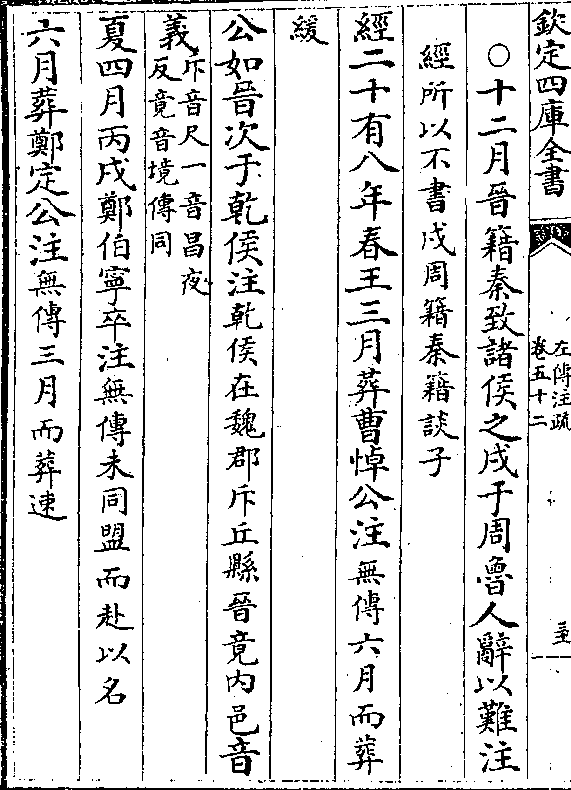 欽定四庫全書
左傳注疏
卷五十二
○十二月晉籍秦致諸侯之戍于周魯人辭以難注
經所以不書戍周籍秦籍談子
經二十有八年春王三月葬曹悼公注無傳六月而葬
緩
公如晉次于乾侯注乾侯在魏郡斥丘縣晉竟内邑音
義斥音尺一音昌夜
反竟音境傳同
夏四月丙戌鄭伯寧卒注無傳未同盟而赴以名
六月葬鄭定公注無傳三月而葬速